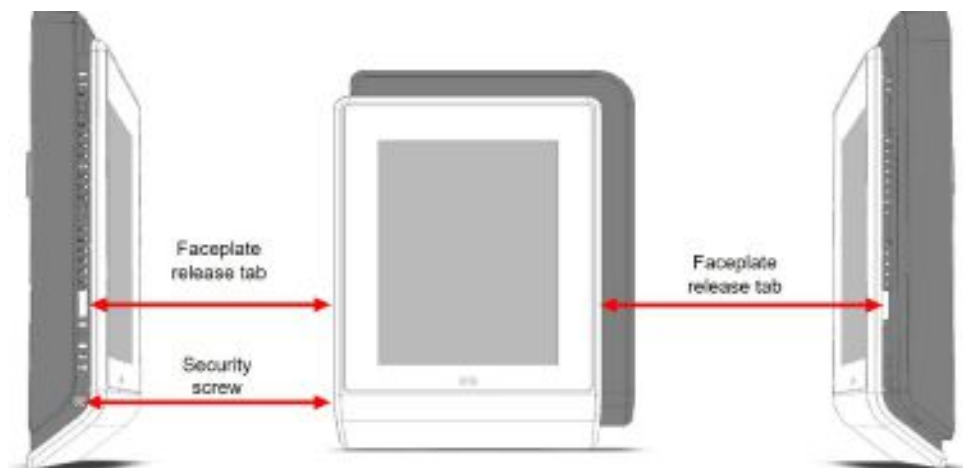 Faceplate
release tab
Faceplate
release tab
Security
screw